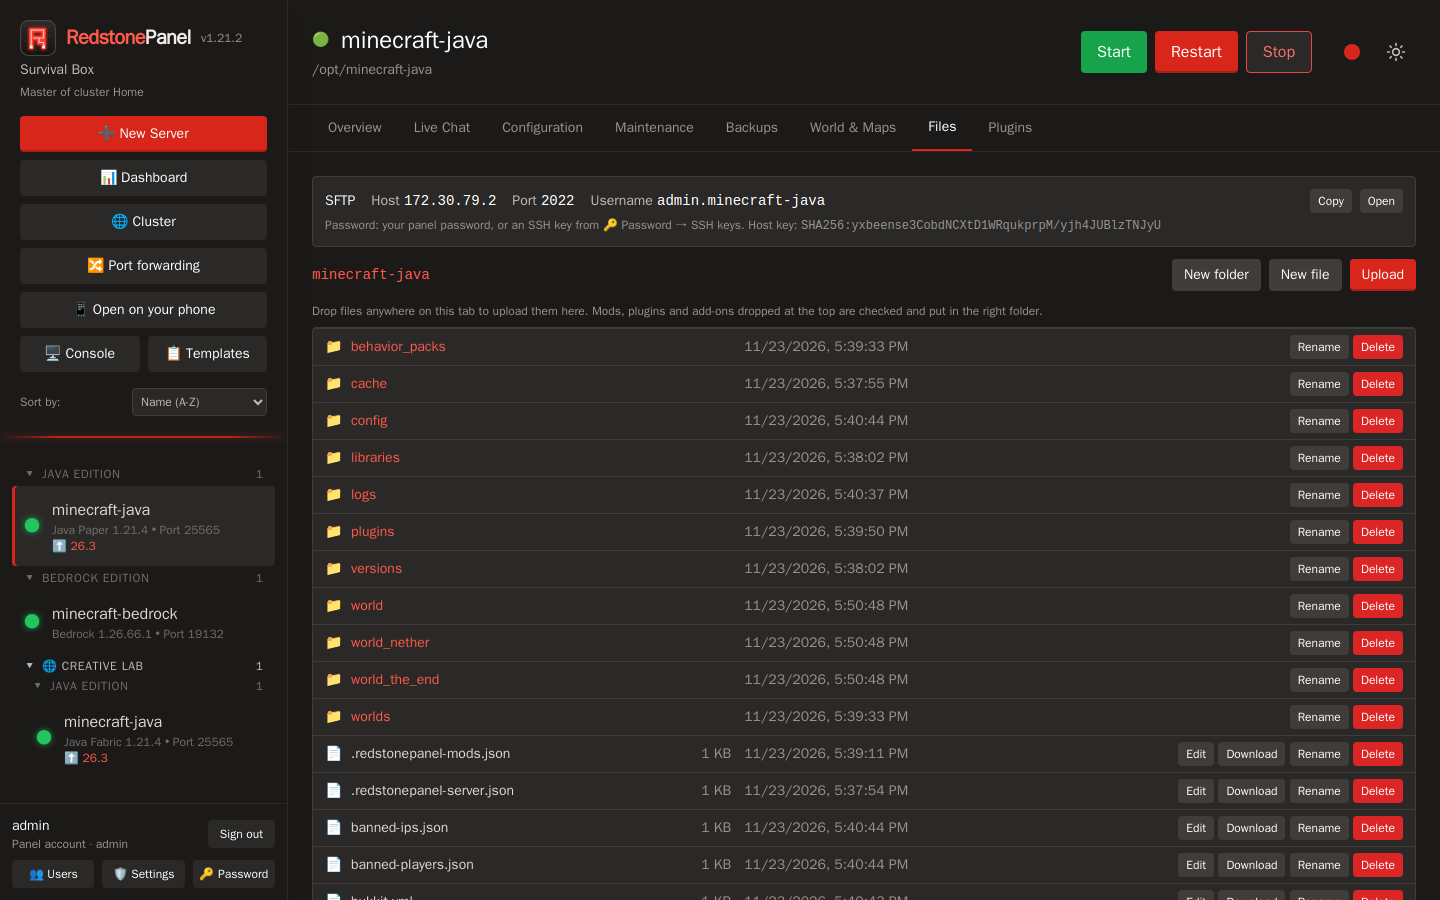 RedstonePanel v1.21.2
Survival Box
Master of cluster Home
➕ New Server
📊 Dashboard
🌐 Cluster
🔀 Port forwarding
📱 Open on your phone
🖥️ Console 📋 Templates
Sort by: Name (A-Z)
▼ JAVA EDITION 1
minecraft-java
Java Paper 1.21.4 • Port 25565
⬆️ 26.3
▼ BEDROCK EDITION 1
minecraft-bedrock
Bedrock 1.26.66.1 • Port 19132
▼ 🌐 CREATIVE LAB 1
▼ JAVA EDITION 1
minecraft-java
Java Fabric 1.21.4 • Port 25565
⬆️ 26.3
admin
Panel account · admin
Sign out
👥 Users 🛡️ Settings 🔑 Password
minecraft-java
/opt/minecraft-java
Start Restart Stop
Overview Live Chat Configuration Maintenance Backups World & Maps Files Plugins
SFTP Host 172.30.79.2 Port 2022 Username admin.minecraft-java Copy Open
Password: your panel password, or an SSH key from 🔑 Password → SSH keys. Host key: SHA256:yxbeense3CobdNCXtD1WRqukprpM/yjh4JUBlzTNJyU
minecraft-java New folder New file Upload
Drop files anywhere on this tab to upload them here. Mods, plugins and add-ons dropped at the top are checked and put in the right folder.
📁 behavior_packs 11/23/2026, 5:39:33 PM Rename Delete
📁 cache 11/23/2026, 5:37:55 PM Rename Delete
📁 config 11/23/2026, 5:40:44 PM Rename Delete
📁 libraries 11/23/2026, 5:38:02 PM Rename Delete
📁 logs 11/23/2026, 5:40:37 PM Rename Delete
📁 plugins 11/23/2026, 5:39:50 PM Rename Delete
📁 versions 11/23/2026, 5:38:02 PM Rename Delete
📁 world 11/23/2026, 5:50:48 PM Rename Delete
📁 world_nether 11/23/2026, 5:50:48 PM Rename Delete
📁 world_the_end 11/23/2026, 5:50:48 PM Rename Delete
📁 worlds 11/23/2026, 5:39:33 PM Rename Delete
📄 .redstonepanel-mods.json 1 KB 11/23/2026, 5:39:11 PM Edit Download Rename Delete
📄 .redstonepanel-server.json 1 KB 11/23/2026, 5:37:54 PM Edit Download Rename Delete
📄 banned-ips.json 1 KB 11/23/2026, 5:40:44 PM Edit Download Rename Delete
📄 banned-players.json 1 KB 11/23/2026, 5:40:44 PM Edit Download Rename Delete